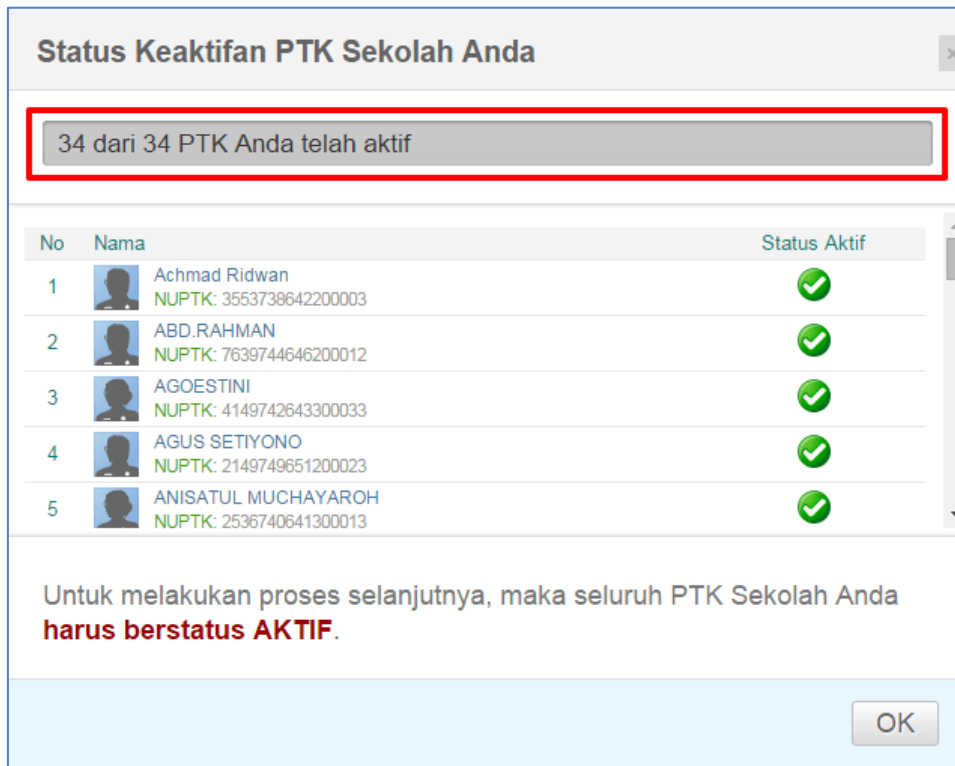 Status Keaktifan PTK Sekolah Anda
34 dari 34 PTK Anda telah aktif
No Nama Status Aktif
1 Achmad Ridwan
NUPTK: 3553738642200003
2 ABD.RAHMAN
NUPTK: 7639744646200012
3 AGOESTINI
NUPTK: 4149742643300033
4 AGUS SETIYONO
NUPTK: 2149749651200023
5 ANISATUL MUCHAYAROH
NUPTK: 2536740641300013
Untuk melakukan proses selanjutnya, maka seluruh PTK Sekolah Anda
harus berstatus AKTIF.
OK